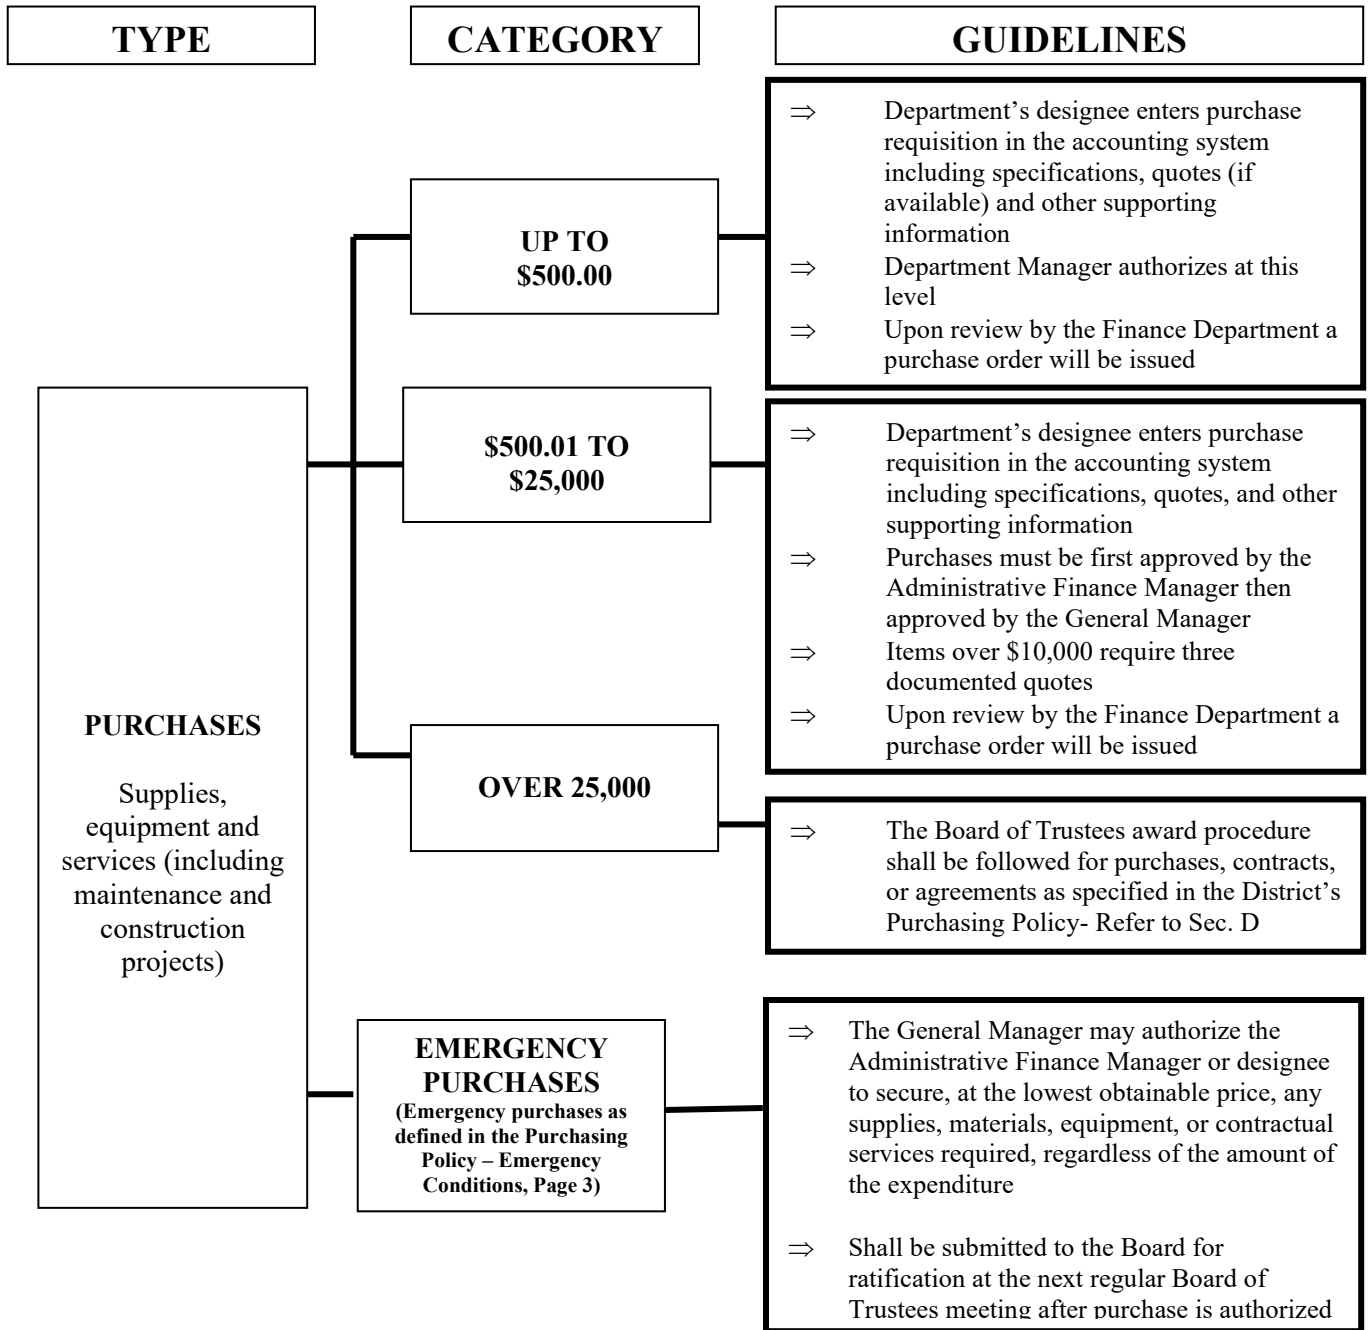 TYPE
CATEGORY
GUIDELINES
⇒ Department’s designee enters purchase
requisition in the accounting system
including specifications, quotes (if
available) and other supporting
information
⇒ Department Manager authorizes at this
level
⇒ Upon review by the Finance Department a
purchase order will be issued
UP TO
$500.00
$500.01 TO
$25,000
⇒ Department’s designee enters purchase
requisition in the accounting system
including specifications, quotes, and other
supporting information
⇒ Purchases must be first approved by the
Administrative Finance Manager then
approved by the General Manager
⇒ Items over $10,000 require three
documented quotes
⇒ Upon review by the Finance Department a
purchase order will be issued
PURCHASES
Supplies,
equipment and
services (including
maintenance and
construction
projects)
OVER 25,000
⇒ The Board of Trustees award procedure
shall be followed for purchases, contracts,
or agreements as specified in the District’s
Purchasing Policy- Refer to Sec. D
EMERGENCY
PURCHASES
(Emergency purchases as
defined in the Purchasing
Policy – Emergency
Conditions, Page 3)
⇒ The General Manager may authorize the
Administrative Finance Manager or designee
to secure, at the lowest obtainable price, any
supplies, materials, equipment, or contractual
services required, regardless of the amount of
the expenditure
⇒ Shall be submitted to the Board for
ratification at the next regular Board of
Trustees meeting after purchase is authorized